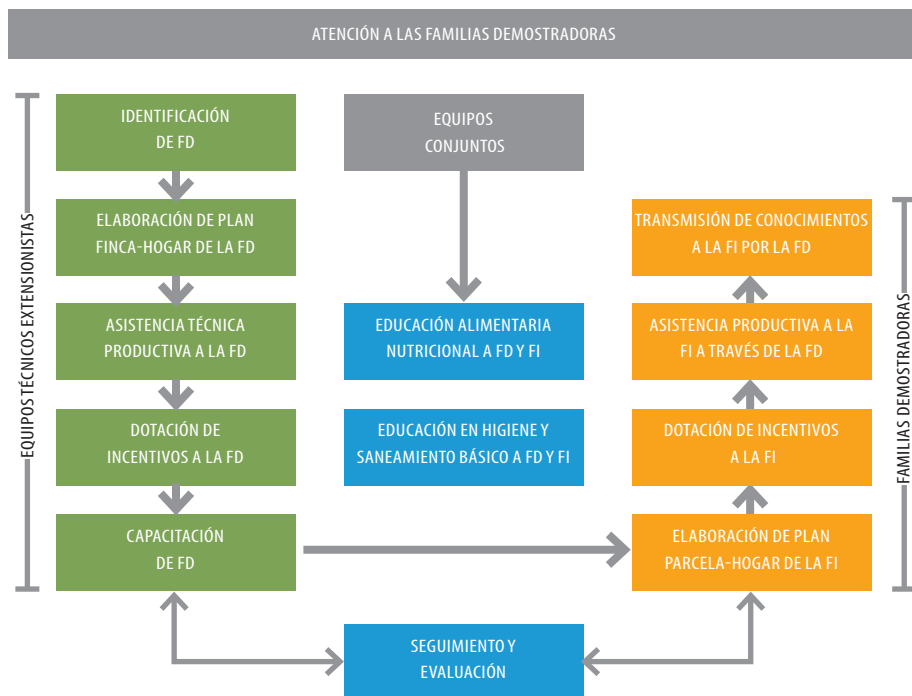 ATENCIÓN A LAS FAMILIAS DEMOSTRADORAS
EQUIPOS TÉCNICOS EXTENSIONISTAS
IDENTIFICACIÓN
DE FD
ELABORACIÓN DE PLAN
FINCA-HOGAR DE LA FD
ASISTENCIA TÉCNICA
PRODUCTIVA A LA FD
DOTACIÓN DE
INCENTIVOS A LA FD
CAPACITACIÓN
DE FD
EQUIPOS
CONJUNTOS
EDUCACIÓN ALIMENTARIA
NUTRICIONAL A FD Y FI
EDUCACIÓN EN HIGIENE Y
SANEAMIENTO BÁSICO A FD Y FI
SEGUIMIENTO Y
EVALUACIÓN
TRANSMISIÓN DE CONOCIMIENTOS
A LA FI POR LA FD
ASISTENCIA PRODUCTIVA A LA
FI A TRAVÉS DE LA FD
DOTACIÓN DE INCENTIVOS
A LA FI
ELABORACIÓN DE PLAN
PARCELA-HOGAR DE LA FI
FAMILIAS DEMOSTRADORAS